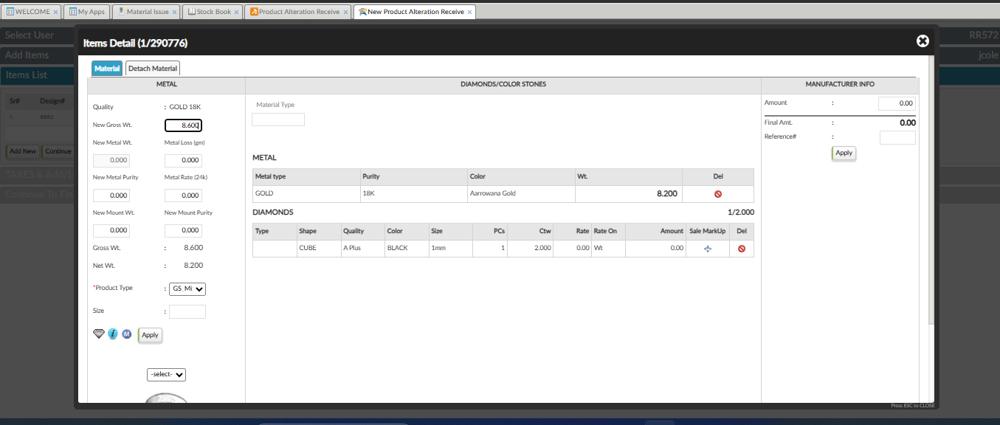 WELCOME × My Apps Material Issue × Stock Book × Product Alteration Receive × New Product Alteration Receive ×
Select User RR572
Add Items jcole
Items List
Sr# Design#
1 BBR2
Add New Continue
TAXES & Add/L
Continue To Fin
Items Detail (1/290776)
Material Detach Material
METAL DIAMONDS/COLOR STONES MANUFACTURER INFO
Quality : GOLD 18K
New Gross Wt. 8.600
New Metal Wt. Metal Loss (gm)
0.000 0.000
New Metal Purity Metal Rate (24k)
0.000 0.000
New Mount Wt. New Mount Purity
0.000 0.000
Gross Wt. : 8.600
Net Wt. : 8.200
*Product Type : GS_Mi
Size :
i M Apply
-select-
Material Type
METAL
Metal type Purity Color Wt. Del
GOLD 18K Aarrowana Gold 8.200
DIAMONDS 1/2.000
Type Shape Quality Color Size PCs Ctw Rate Rate On Amount Sale MarkUp Del
CUBE A Plus BLACK 1mm 1 2.000 0.00 Wt 0.00
Amount : 0.00
Final Amt. : 0.00
Reference# :
Apply
Press ESC to CLOSE